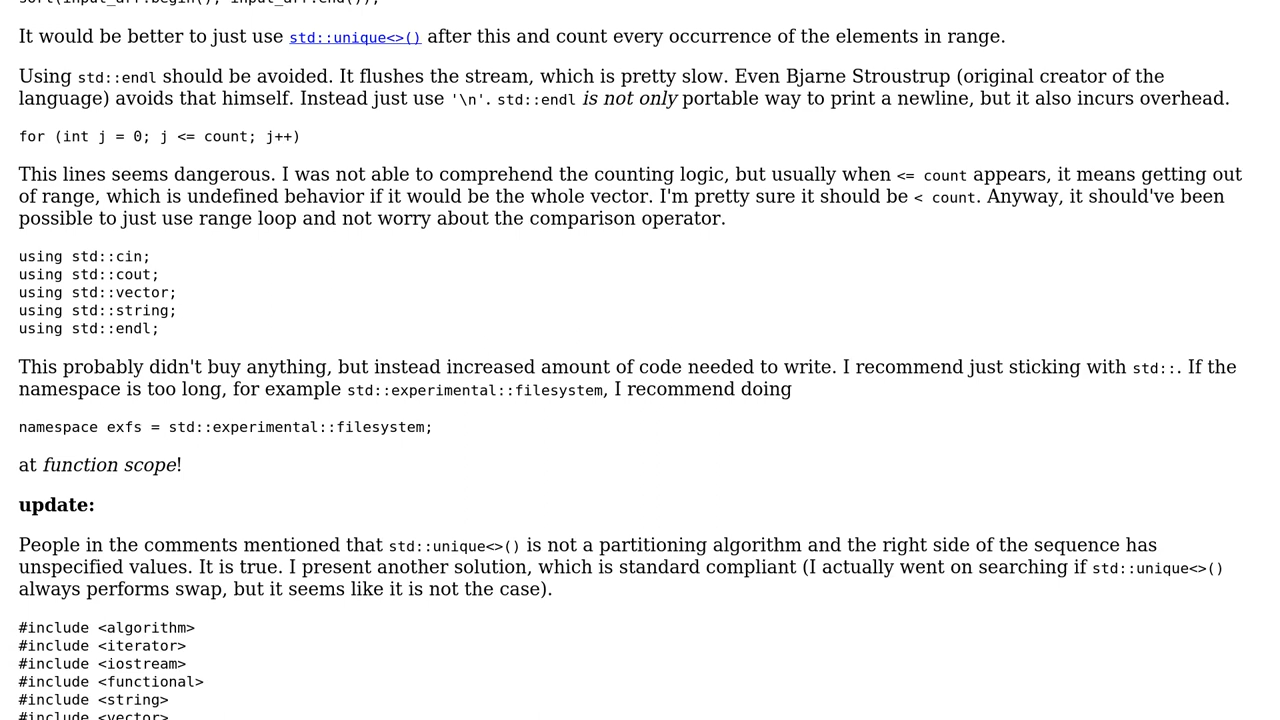 sort(input_arr.begin(), input_arr.end());
It would be better to just use std::unique<>() after this and count every occurrence of the elements in range.
Using std::endl should be avoided. It flushes the stream, which is pretty slow. Even Bjarne Stroustrup (original creator of the
language) avoids that himself. Instead just use '\n'. std::endl is not only portable way to print a newline, but it also incurs overhead.
for (int j = 0; j <= count; j++)
This lines seems dangerous. I was not able to comprehend the counting logic, but usually when <= count appears, it means getting out
of range, which is undefined behavior if it would be the whole vector. I'm pretty sure it should be < count. Anyway, it should've been
possible to just use range loop and not worry about the comparison operator.
using std::cin;
using std::cout;
using std::vector;
using std::string;
using std::endl;
This probably didn't buy anything, but instead increased amount of code needed to write. I recommend just sticking with std::. If the
namespace is too long, for example std::experimental::filesystem, I recommend doing
namespace exfs = std::experimental::filesystem;
at function scope!
update:
People in the comments mentioned that std::unique<>() is not a partitioning algorithm and the right side of the sequence has
unspecified values. It is true. I present another solution, which is standard compliant (I actually went on searching if std::unique<>()
always performs swap, but it seems like it is not the case).
#include <algorithm>
#include <iterator>
#include <iostream>
#include <functional>
#include <string>
#include <vector>